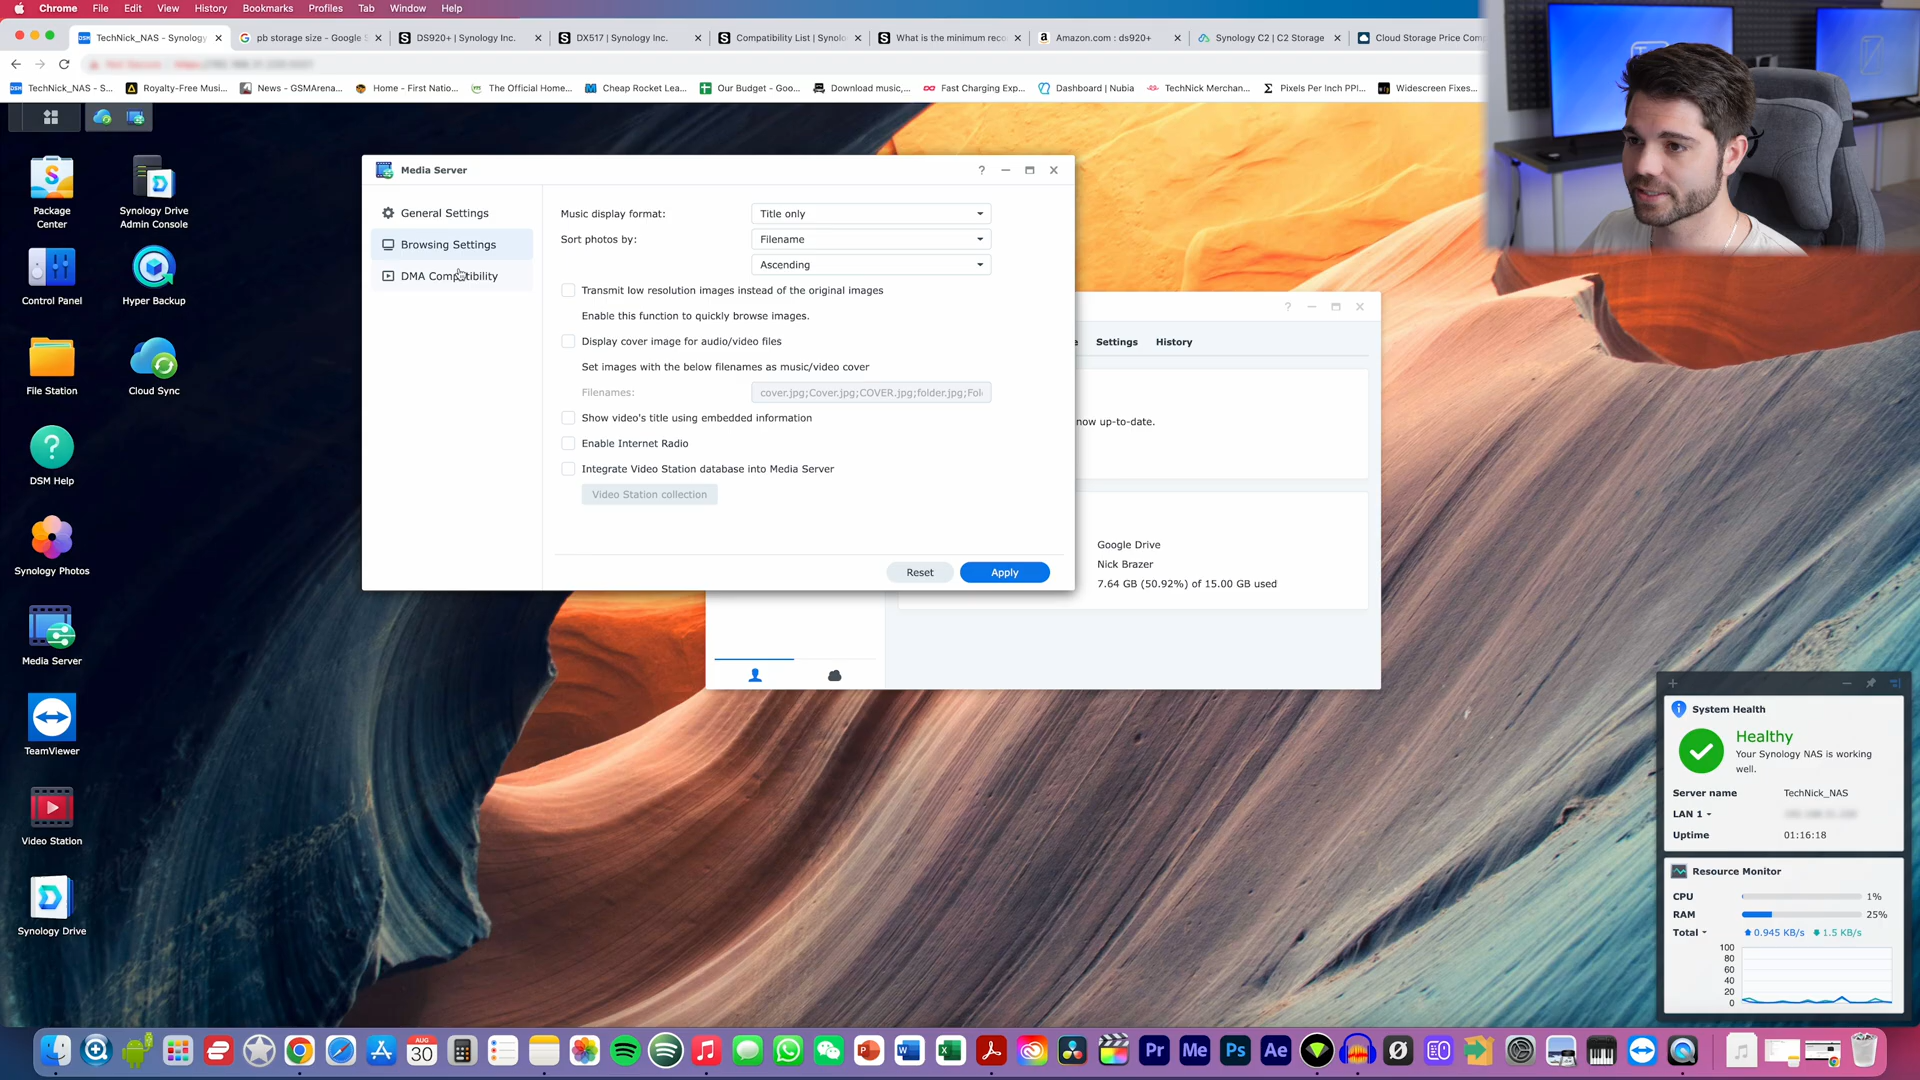 Chrome File Edit View History Bookmarks Profiles Tab Window Help
TechNick_NAS - Synology
pb storage size - Google S
DS920+ | Synology Inc.
DX517 | Synology Inc.
Compatibility List | Synolo
What is the minimum reco
Amazon.com : ds920+
Synology C2 | C2 Storage
Cloud Storage Price Com
TechNick_NAS - S...
Royalty-Free Musi...
News - GSMArena...
Home - First Natio...
The Official Home...
Cheap Rocket Lea...
Our Budget - Goo...
Download music,...
Fast Charging Exp...
Dashboard | Nubia
TechNick Merchan...
Pixels Per Inch PPI...
Widescreen Fixes...
Package
Center
Synology Drive
Admin Console
Control Panel
Hyper Backup
File Station
Cloud Sync
DSM Help
Synology Photos
Media Server
TeamViewer
Video Station
Synology Drive
Media Server
General Settings
Browsing Settings
DMA Compatibility
Music display format: Title only
Sort photos by: Filename
Ascending
Transmit low resolution images instead of the original images
Enable this function to quickly browse images.
Display cover image for audio/video files
Set images with the below filenames as music/video cover
Filenames: cover.jpg;Cover.jpg;COVER.jpg;folder.jpg;Fol
Show video's title using embedded information
Enable Internet Radio
Integrate Video Station database into Media Server
Video Station collection
Reset Apply
Settings History
now up-to-date.
Google Drive
Nick Brazer
7.64 GB (50.92%) of 15.00 GB used
System Health
Healthy
Your Synology NAS is working
well.
Server name TechNick_NAS
LAN 1
Uptime 01:16:18
Resource Monitor
CPU 1%
RAM 25%
Total 0.945 KB/s 1.5 KB/s
100
80
60
40
20
0
AUG
30
Pr Me Ps Ae